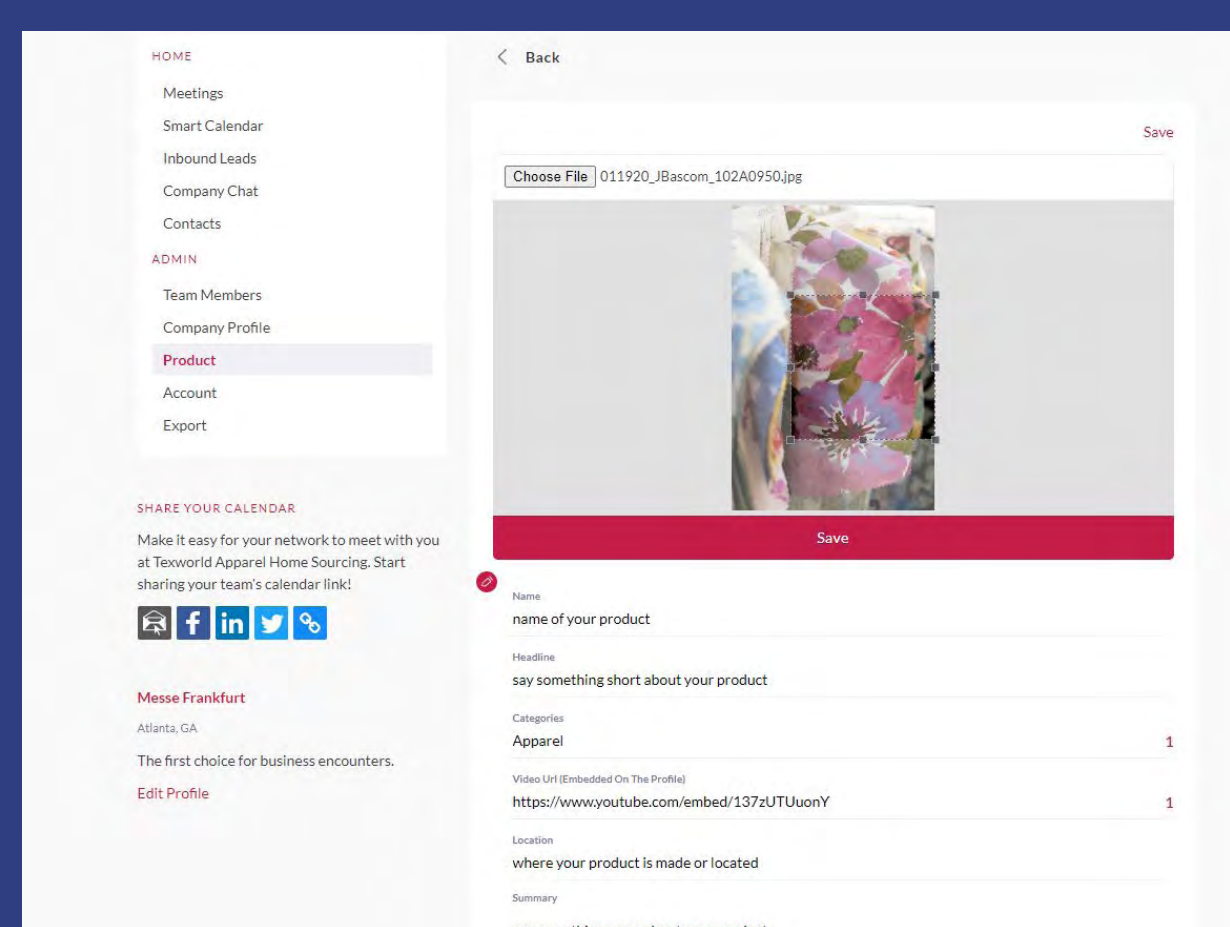 HOME
Meetings
Smart Calendar
Inbound Leads
Company Chat
Contacts
ADMIN
Team Members
Company Profile
Product
Account
Export
SHARE YOUR CALENDAR
Make it easy for your network to meet with you
at Texworld Apparel Home Sourcing. Start
sharing your team's calendar link!
Messe Frankfurt
Atlanta, GA
The first choice for business encounters.
Edit Profile
Back
Save
Choose File 011920_JBascom_102A0950.jpg
Save
Name
name of your product
Headline
say something short about your product
Categories
Apparel 1
Video Url (Embedded On The Profile)
https://www.youtube.com/embed/137zUTUuonY 1
Location
where your product is made or located
Summary